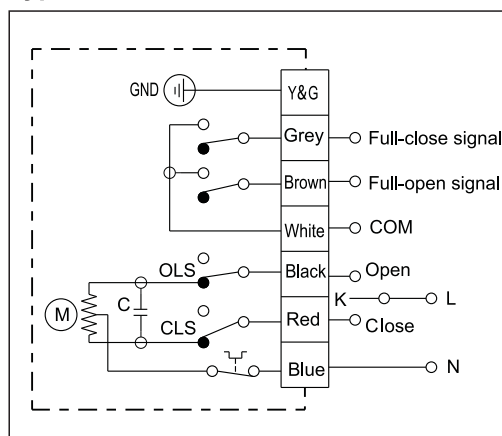 GND Y&G
Grey Full-close signal
Brown Full-open signal
White COM
OLS Black Open
K L
M C CLS Red Close
Blue N